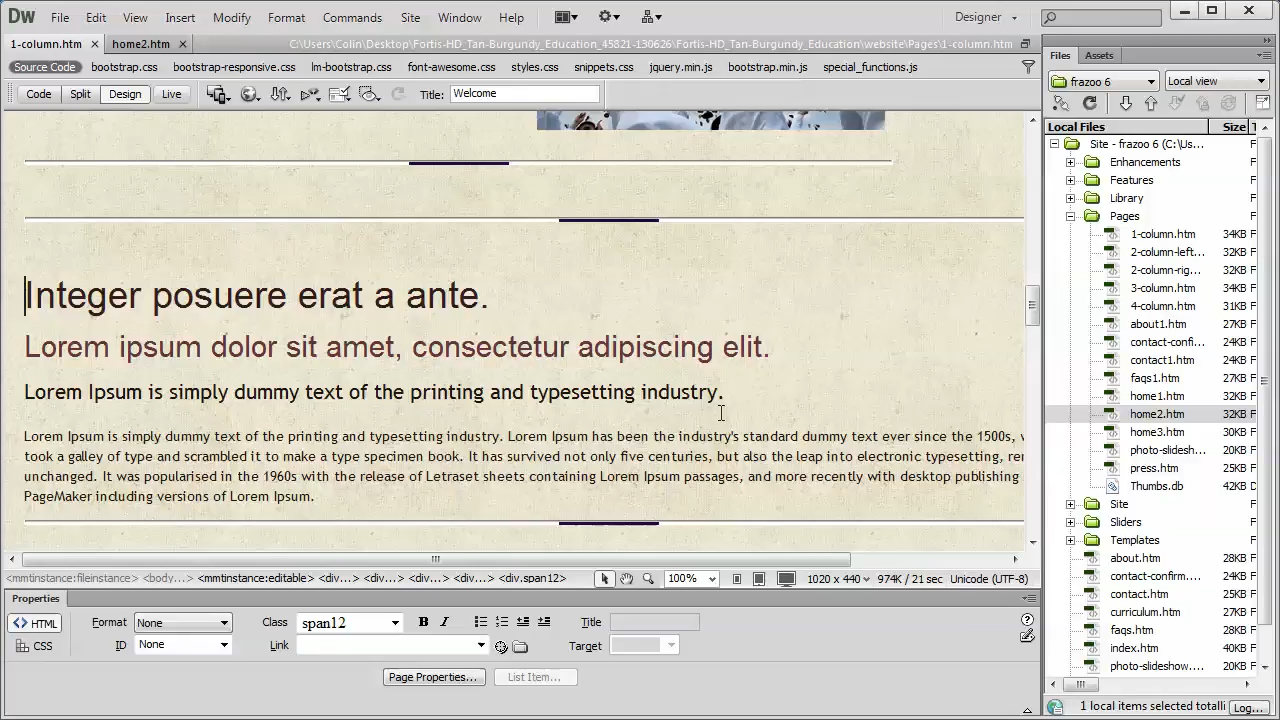 Dw File Edit View Insert Modify Format Commands Site Window Help Designer
1-column.htm home2.htm C:\Users\Colin\Desktop\Fortis-HD_Tan-Burgundy_Education_45821-130626\Fortis-HD_Tan-Burgundy_Education\website\Pages\1-column.htm
Source Code bootstrap.css bootstrap-responsive.css lm-bootstrap.css font-awesome.css styles.css snippets.css jquery.min.js bootstrap.min.js special_functions.js
Code Split Design Live Title: Welcome
Integer posuere erat a ante.
Lorem ipsum dolor sit amet, consectetur adipiscing elit.
Lorem Ipsum is simply dummy text of the printing and typesetting industry.
Lorem Ipsum is simply dummy text of the printing and typesetting industry. Lorem Ipsum has been the industry's standard dummy text ever since the 1500s,
took a galley of type and scrambled it to make a type specimen book. It has survived not only five centuries, but also the leap into electronic typesetting,
unchanged. It was popularised in the 1960s with the release of Letraset sheets containing Lorem Ipsum passages, and more recently with desktop publishing
PageMaker including versions of Lorem Ipsum.
<mmtinstance:fileinstance> <body...> <mmtinstance:editable> <div...> <div...> <div...> <div...> <div.span12> 100% 974K / 21 sec Unicode (UTF-8)
Properties
HTML Format None Class span12 B I Title
CSS ID None Link Target
Page Properties... List Item...
Files Assets
frazoo 6 Local view
Local Files Size
Site - frazoo 6 (C:\Us...
Enhancements
Features
Library
Pages
1-column.htm 34KB F
2-column-left... 32KB F
2-column-rig... 32KB F
3-column.htm 34KB F
4-column.htm 31KB F
about1.htm 27KB F
contact-confi... 24KB F
contact1.htm 24KB F
faqs1.htm 27KB F
home1.htm 32KB F
home2.htm 32KB F
home3.htm 32KB F
photo-slidesh... 20KB F
press.htm 24KB F
Thumbs.db 42KB D
Site F
Sliders F
Templates F
about.htm 28KB F
contact-confirm.... 24KB F
contact.htm 25KB F
curriculum.htm 27KB F
faqs.htm 28KB F
index.htm 40KB F
photo-slideshow.... 20KB F
1 local items selected totalli Log...